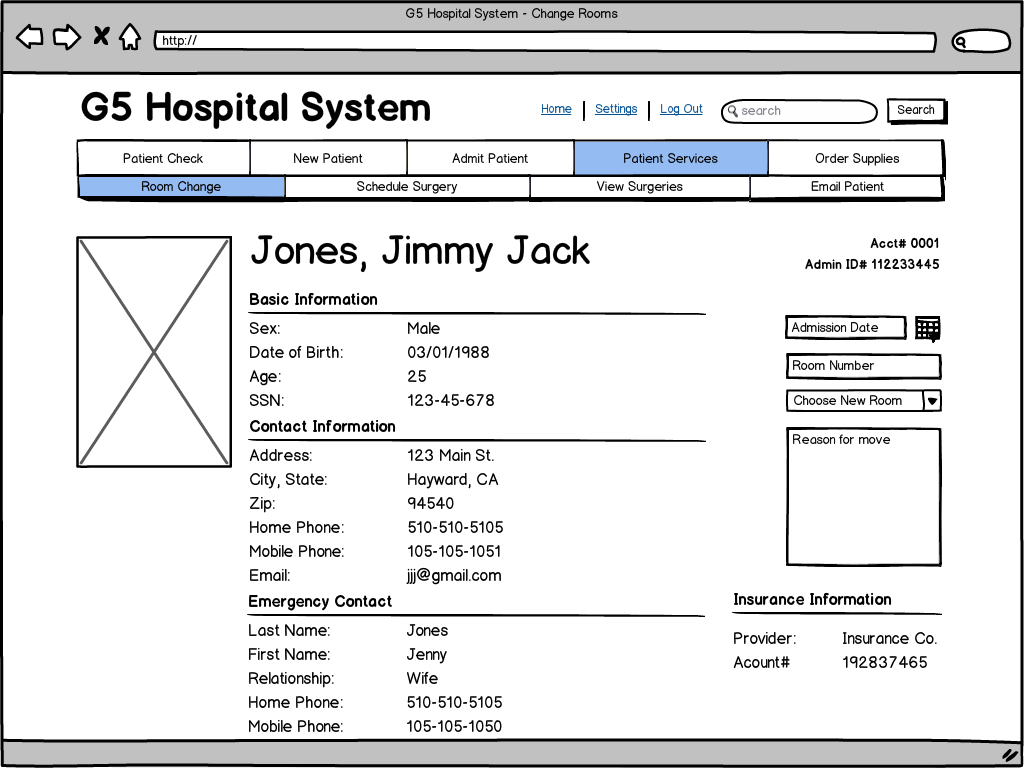 G5 Hospital System - Change Rooms
http://
G5 Hospital System
Home | Settings | Log Out
search
Search
Patient Check New Patient Admit Patient Patient Services Order Supplies
Room Change Schedule Surgery View Surgeries Email Patient
Jones, Jimmy Jack
Acct# 0001
Admin ID# 112233445
Basic Information
Sex: Male
Date of Birth: 03/01/1988
Age: 25
SSN: 123-45-678
Contact Information
Address: 123 Main St.
City, State: Hayward, CA
Zip: 94540
Home Phone: 510-510-5105
Mobile Phone: 105-105-1051
Email: jjj@gmail.com
Emergency Contact
Last Name: Jones
First Name: Jenny
Relationship: Wife
Home Phone: 510-510-5105
Mobile Phone: 105-105-1050
Admission Date
Room Number
Choose New Room
Reason for move
Insurance Information
Provider: Insurance Co.
Acount# 192837465